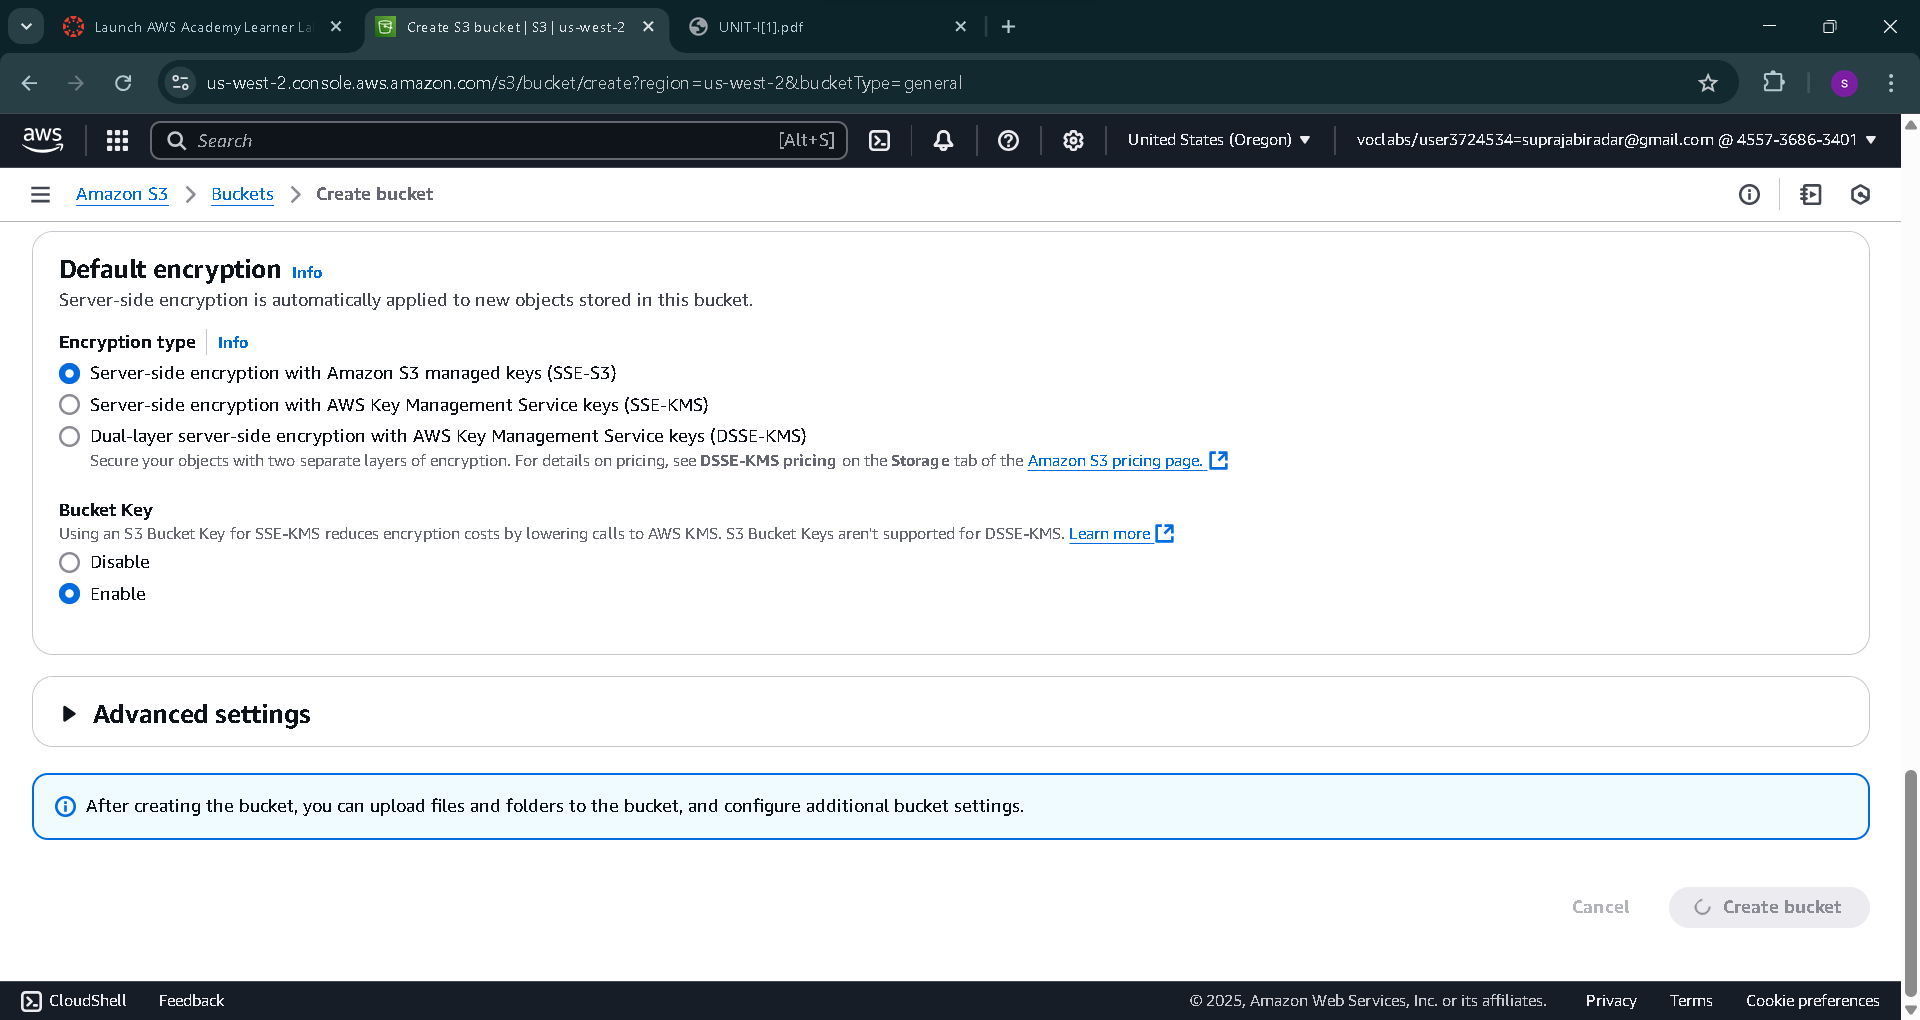 Launch AWS Academy Learner La
Create S3 bucket | S3 | us-west-2
UNIT-I[1].pdf
us-west-2.console.aws.amazon.com/s3/bucket/create?region=us-west-2&bucketType=general
s
aws
Search
[Alt+S]
United States (Oregon)
voclabs/user3724534=suprajabiradar@gmail.com @ 4557-3686-3401
Amazon S3 > Buckets > Create bucket
Default encryption Info
Server-side encryption is automatically applied to new objects stored in this bucket.
Encryption type Info
Server-side encryption with Amazon S3 managed keys (SSE-S3)
Server-side encryption with AWS Key Management Service keys (SSE-KMS)
Dual-layer server-side encryption with AWS Key Management Service keys (DSSE-KMS)
Secure your objects with two separate layers of encryption. For details on pricing, see DSSE-KMS pricing on the Storage tab of the Amazon S3 pricing page.
Bucket Key
Using an S3 Bucket Key for SSE-KMS reduces encryption costs by lowering calls to AWS KMS. S3 Bucket Keys aren't supported for DSSE-KMS. Learn more
Disable
Enable
Advanced settings
After creating the bucket, you can upload files and folders to the bucket, and configure additional bucket settings.
Cancel
Create bucket
CloudShell
Feedback
© 2025, Amazon Web Services, Inc. or its affiliates.
Privacy
Terms
Cookie preferences